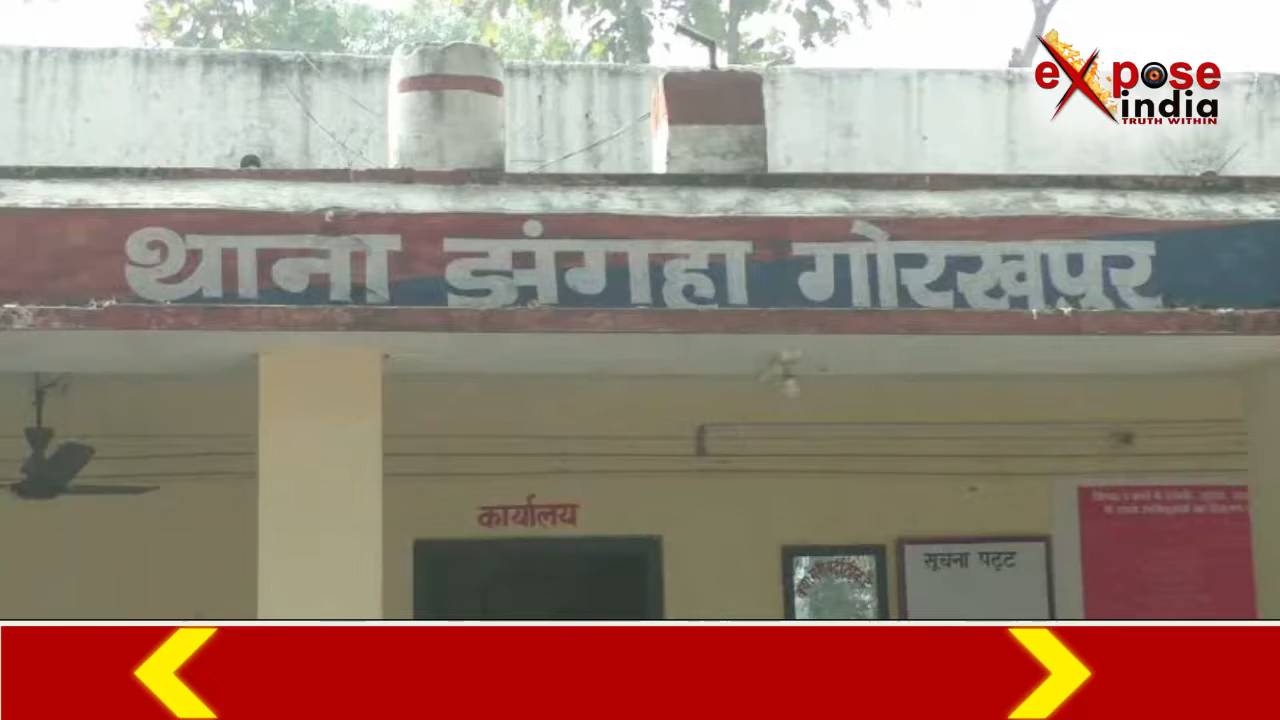 expose
india
TRUTH WITHIN
थाना झंगहा गोरखपुर
कार्यालय
सूचना पट्ट